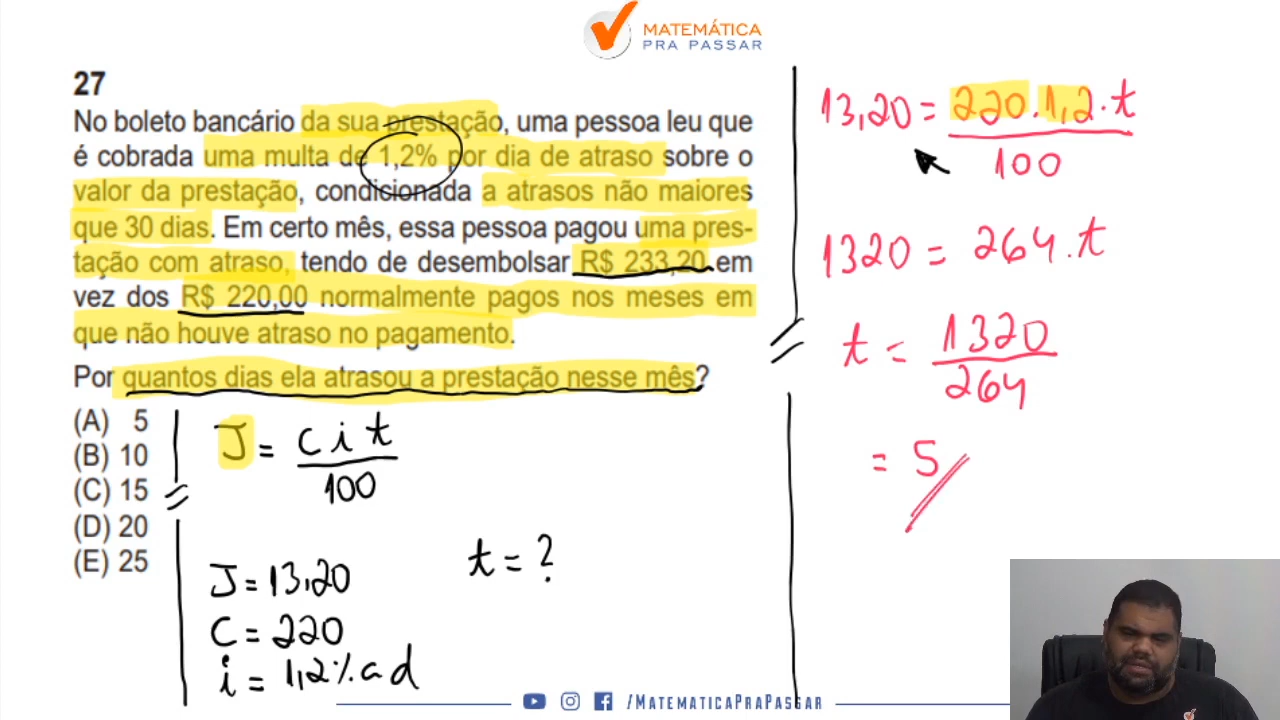 MATEMÁTICA
PRA PASSAR
27
No boleto bancário da sua prestação, uma pessoa leu que
é cobrada uma multa de 1,2% por dia de atraso sobre o
valor da prestação, condicionada a atrasos não maiores
que 30 dias. Em certo mês, essa pessoa pagou uma pres-
tação com atraso, tendo de desembolsar R$ 233,20 em
vez dos R$ 220,00 normalmente pagos nos meses em
que não houve atraso no pagamento.
Por quantos dias ela atrasou a prestação nesse mês?
(A) 5
(B) 10
(C) 15
(D) 20
(E) 25
J = c i t
100
J = 13,20
C = 220
i = 1,2% a d
t = ?
13,20 = 220.1,2.t
100
1320 = 264.t
t = 1320
264
= 5
/MATEMATICAPRAPASSAR